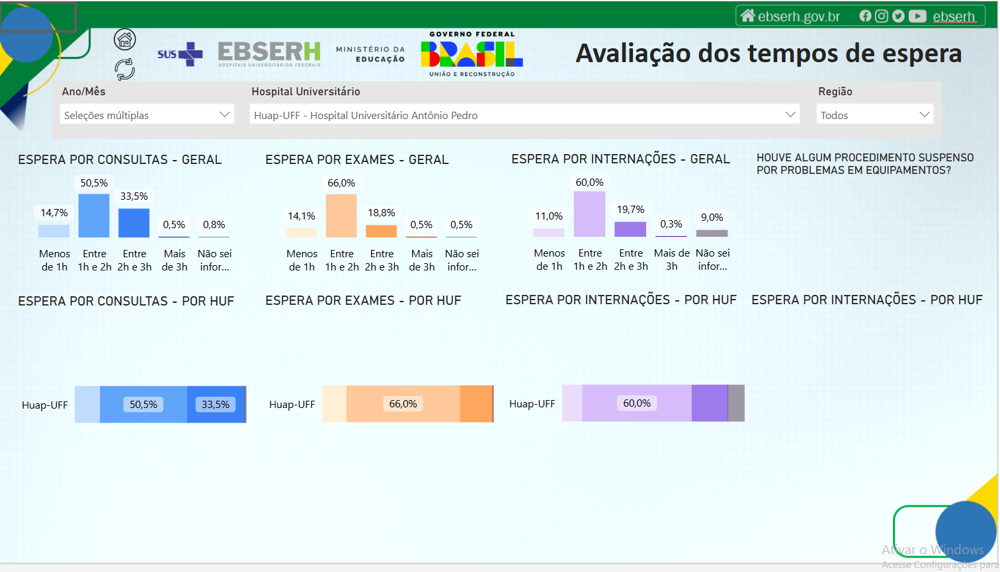 ebserh.gov.br
ebserh
SUS
EBSERH
HOSPITAIS UNIVERSITÁRIOS FEDERAIS
MINISTÉRIO DA
EDUCAÇÃO
GOVERNO FEDERAL
BRASIL
UNIÃO E RECONSTRUÇÃO
Avaliação dos tempos de espera
Ano/Mês
Seleções múltiplas
Hospital Universitário
Huap-UFF - Hospital Universitário Antônio Pedro
Região
Todos
ESPERA POR CONSULTAS - GERAL
14,7%
50,5%
33,5%
0,5%
0,8%
Menos
de 1h
Entre
1h e 2h
Entre
2h e 3h
Mais
de 3h
Não sei
infor...
ESPERA POR EXAMES - GERAL
14,1%
66,0%
18,8%
0,5%
0,5%
Menos
de 1h
Entre
1h e 2h
Entre
2h e 3h
Mais
de 3h
Não sei
infor...
ESPERA POR INTERNAÇÕES - GERAL
11,0%
60,0%
19,7%
0,3%
9,0%
Menos
de 1h
Entre
1h e 2h
Entre
2h e 3h
Mais de
3h
Não sei
infor...
HOUVE ALGUM PROCEDIMENTO SUSPENSO
POR PROBLEMAS EM EQUIPAMENTOS?
ESPERA POR CONSULTAS - POR HUF
Huap-UFF
50,5%
33,5%
ESPERA POR EXAMES - POR HUF
Huap-UFF
66,0%
ESPERA POR INTERNAÇÕES - POR HUF
Huap-UFF
60,0%
ESPERA POR INTERNAÇÕES - POR HUF
Ativar o Windows
Acesse Configurações para